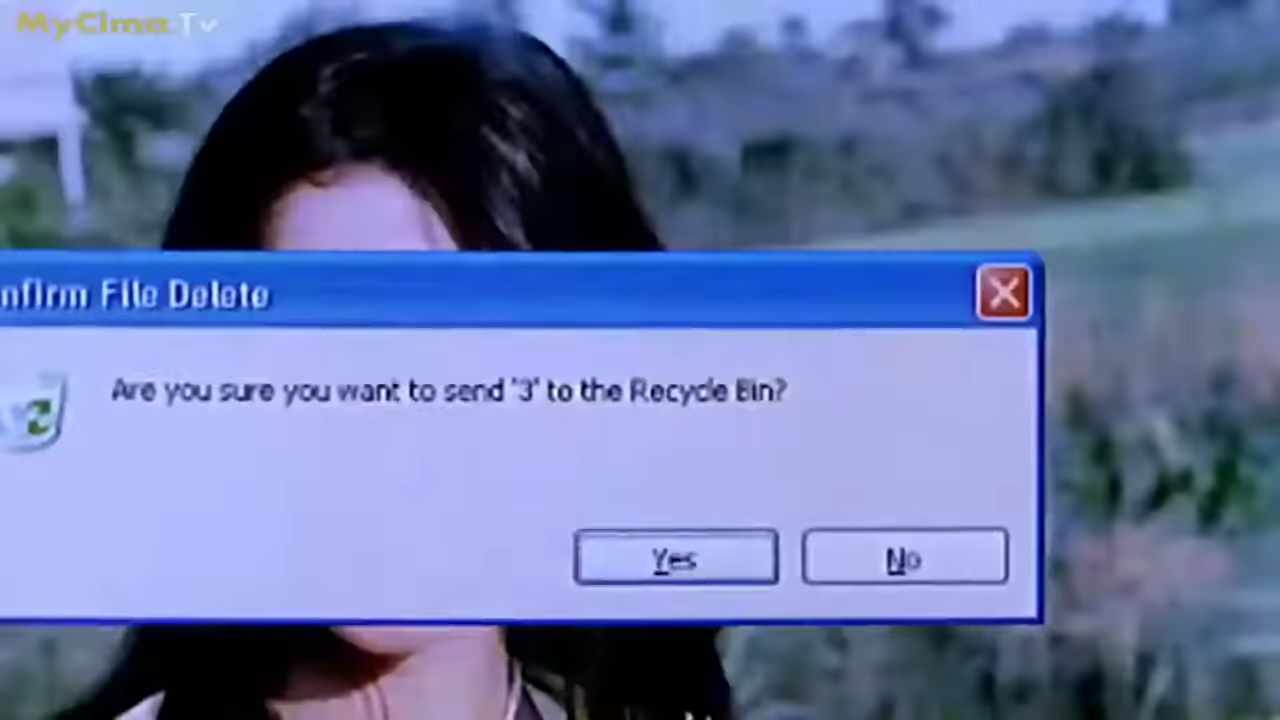 MyCima.Tv
nfirm File Delete
Are you sure you want to send '3' to the Recycle Bin?
Yes
No